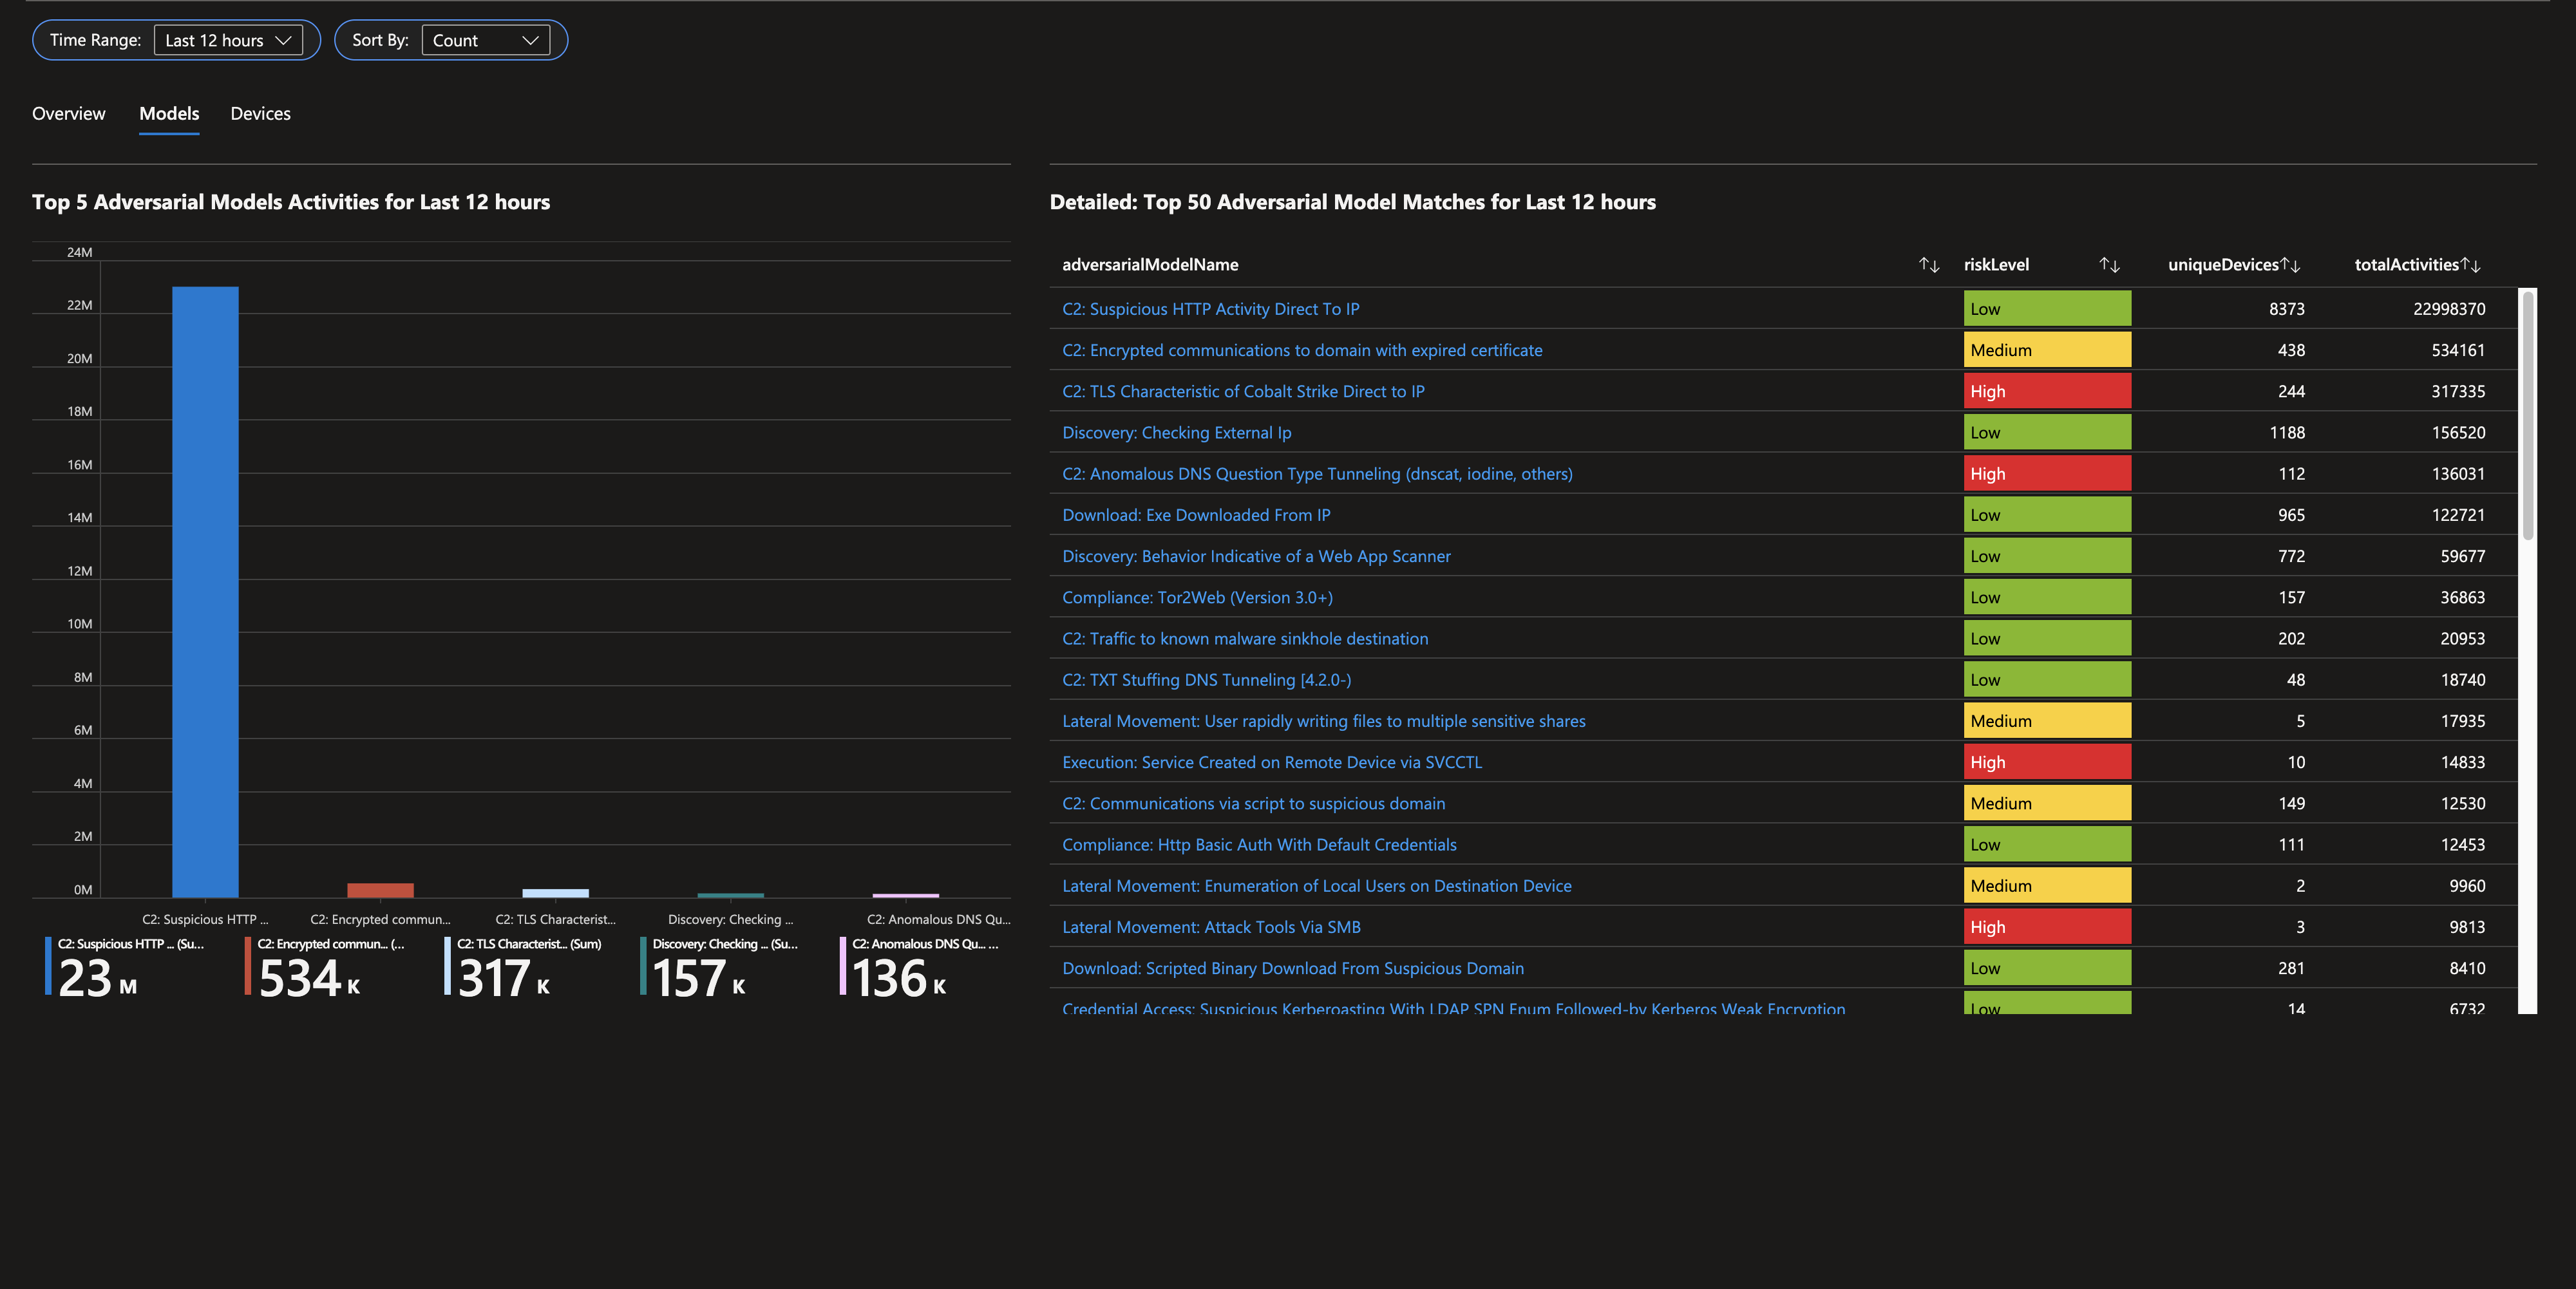 Time Range: Last 12 hours Sort By: Count
Overview Models Devices
Top 5 Adversarial Models Activities for Last 12 hours
24M
22M
20M
18M
16M
14M
12M
10M
8M
6M
4M
2M
0M
C2: Suspicious HTTP ... C2: Encrypted commun... C2: TLS Characterist... Discovery: Checking ... C2: Anomalous DNS Qu...
C2: Suspicious HTTP ... (Su... C2: Encrypted commun... (... C2: TLS Characterist... (Sum) Discovery: Checking ... (Su... C2: Anomalous DNS Qu... ...
23 M 534 K 317 K 157 K 136 K
Detailed: Top 50 Adversarial Model Matches for Last 12 hours
adversarialModelName riskLevel uniqueDevices totalActivities
C2: Suspicious HTTP Activity Direct To IP Low 8373 22998370
C2: Encrypted communications to domain with expired certificate Medium 438 534161
C2: TLS Characteristic of Cobalt Strike Direct to IP High 244 317335
Discovery: Checking External Ip Low 1188 156520
C2: Anomalous DNS Question Type Tunneling (dnscat, iodine, others) High 112 136031
Download: Exe Downloaded From IP Low 965 122721
Discovery: Behavior Indicative of a Web App Scanner Low 772 59677
Compliance: Tor2Web (Version 3.0+) Low 157 36863
C2: Traffic to known malware sinkhole destination Low 202 20953
C2: TXT Stuffing DNS Tunneling [4.2.0-) Low 48 18740
Lateral Movement: User rapidly writing files to multiple sensitive shares Medium 5 17935
Execution: Service Created on Remote Device via SVCCTL High 10 14833
C2: Communications via script to suspicious domain Medium 149 12530
Compliance: Http Basic Auth With Default Credentials Low 111 12453
Lateral Movement: Enumeration of Local Users on Destination Device Medium 2 9960
Lateral Movement: Attack Tools Via SMB High 3 9813
Download: Scripted Binary Download From Suspicious Domain Low 281 8410
Credential Access: Suspicious Kerberoasting With LDAP SPN Enum Followed-by Kerberos Weak Encryption Low 14 6732